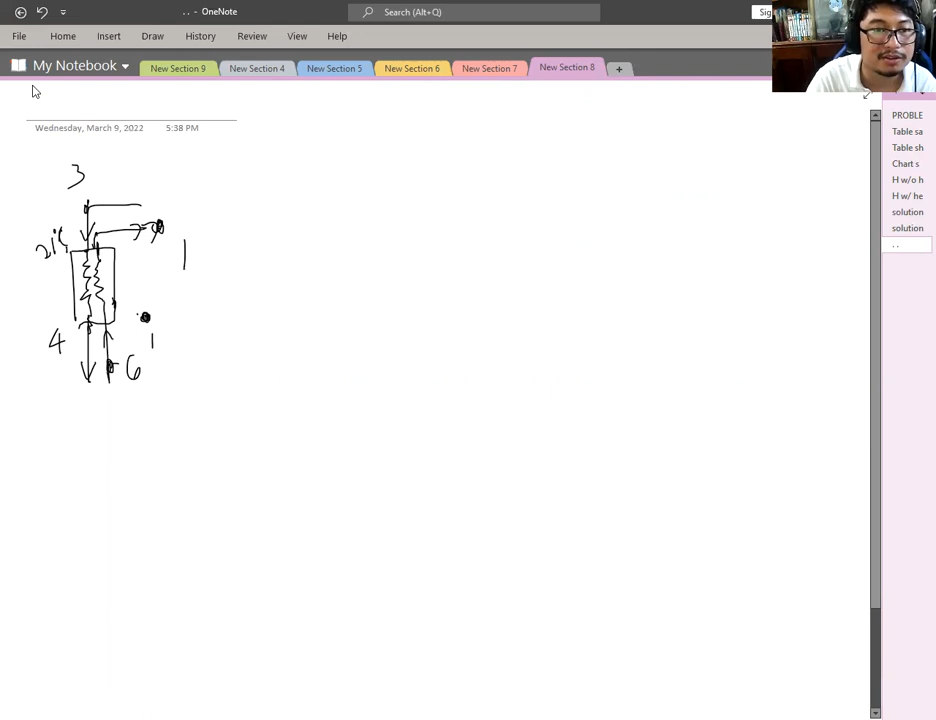 .. - OneNote
Search (Alt+Q)
Sig
File Home Insert Draw History Review View Help
My Notebook
New Section 9
New Section 4
New Section 5
New Section 6
New Section 7
New Section 8
+
PROBLE
Table sa
Table sh
Chart s
H w/o h
H w/ he
solution
solution
. .
Wednesday, March 9, 2022 5:38 PM
3
1
4
1
6